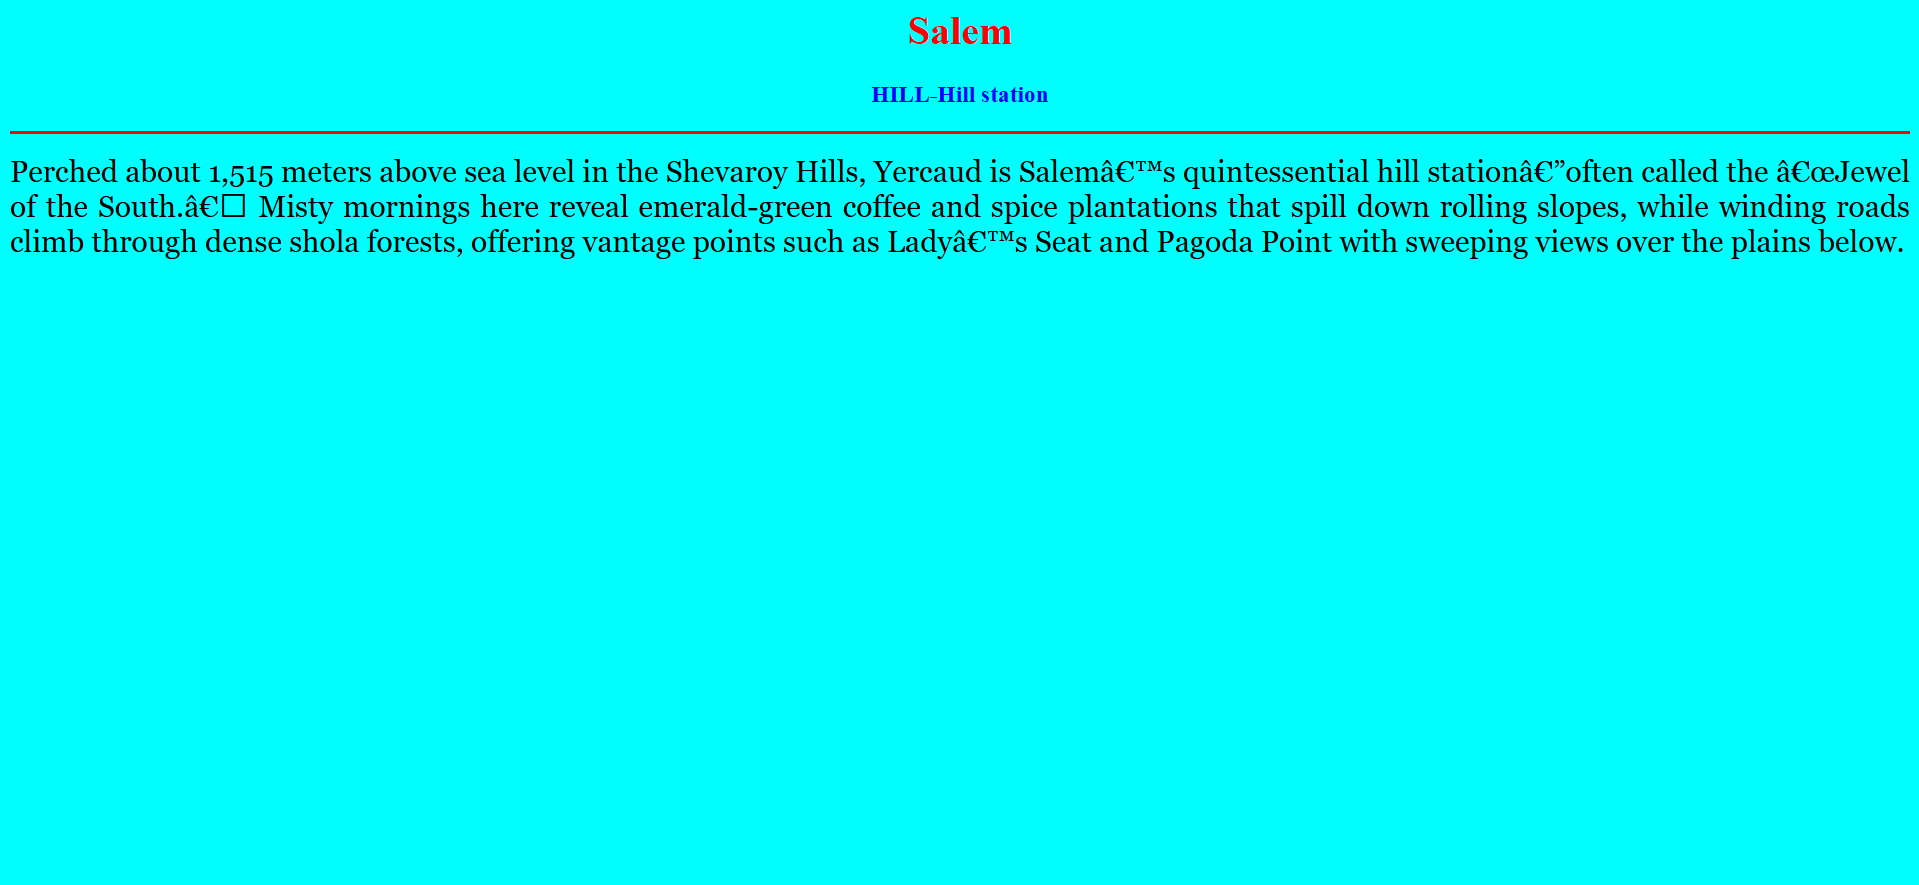 Salem
HILL-Hill station
Perched about 1,515 meters above sea level in the Shevaroy Hills, Yercaud is Salemâ€™s quintessential hill stationâ€”often called the â€œJewel
of the South.â€□ Misty mornings here reveal emerald-green coffee and spice plantations that spill down rolling slopes, while winding roads
climb through dense shola forests, offering vantage points such as Ladyâ€™s Seat and Pagoda Point with sweeping views over the plains below.